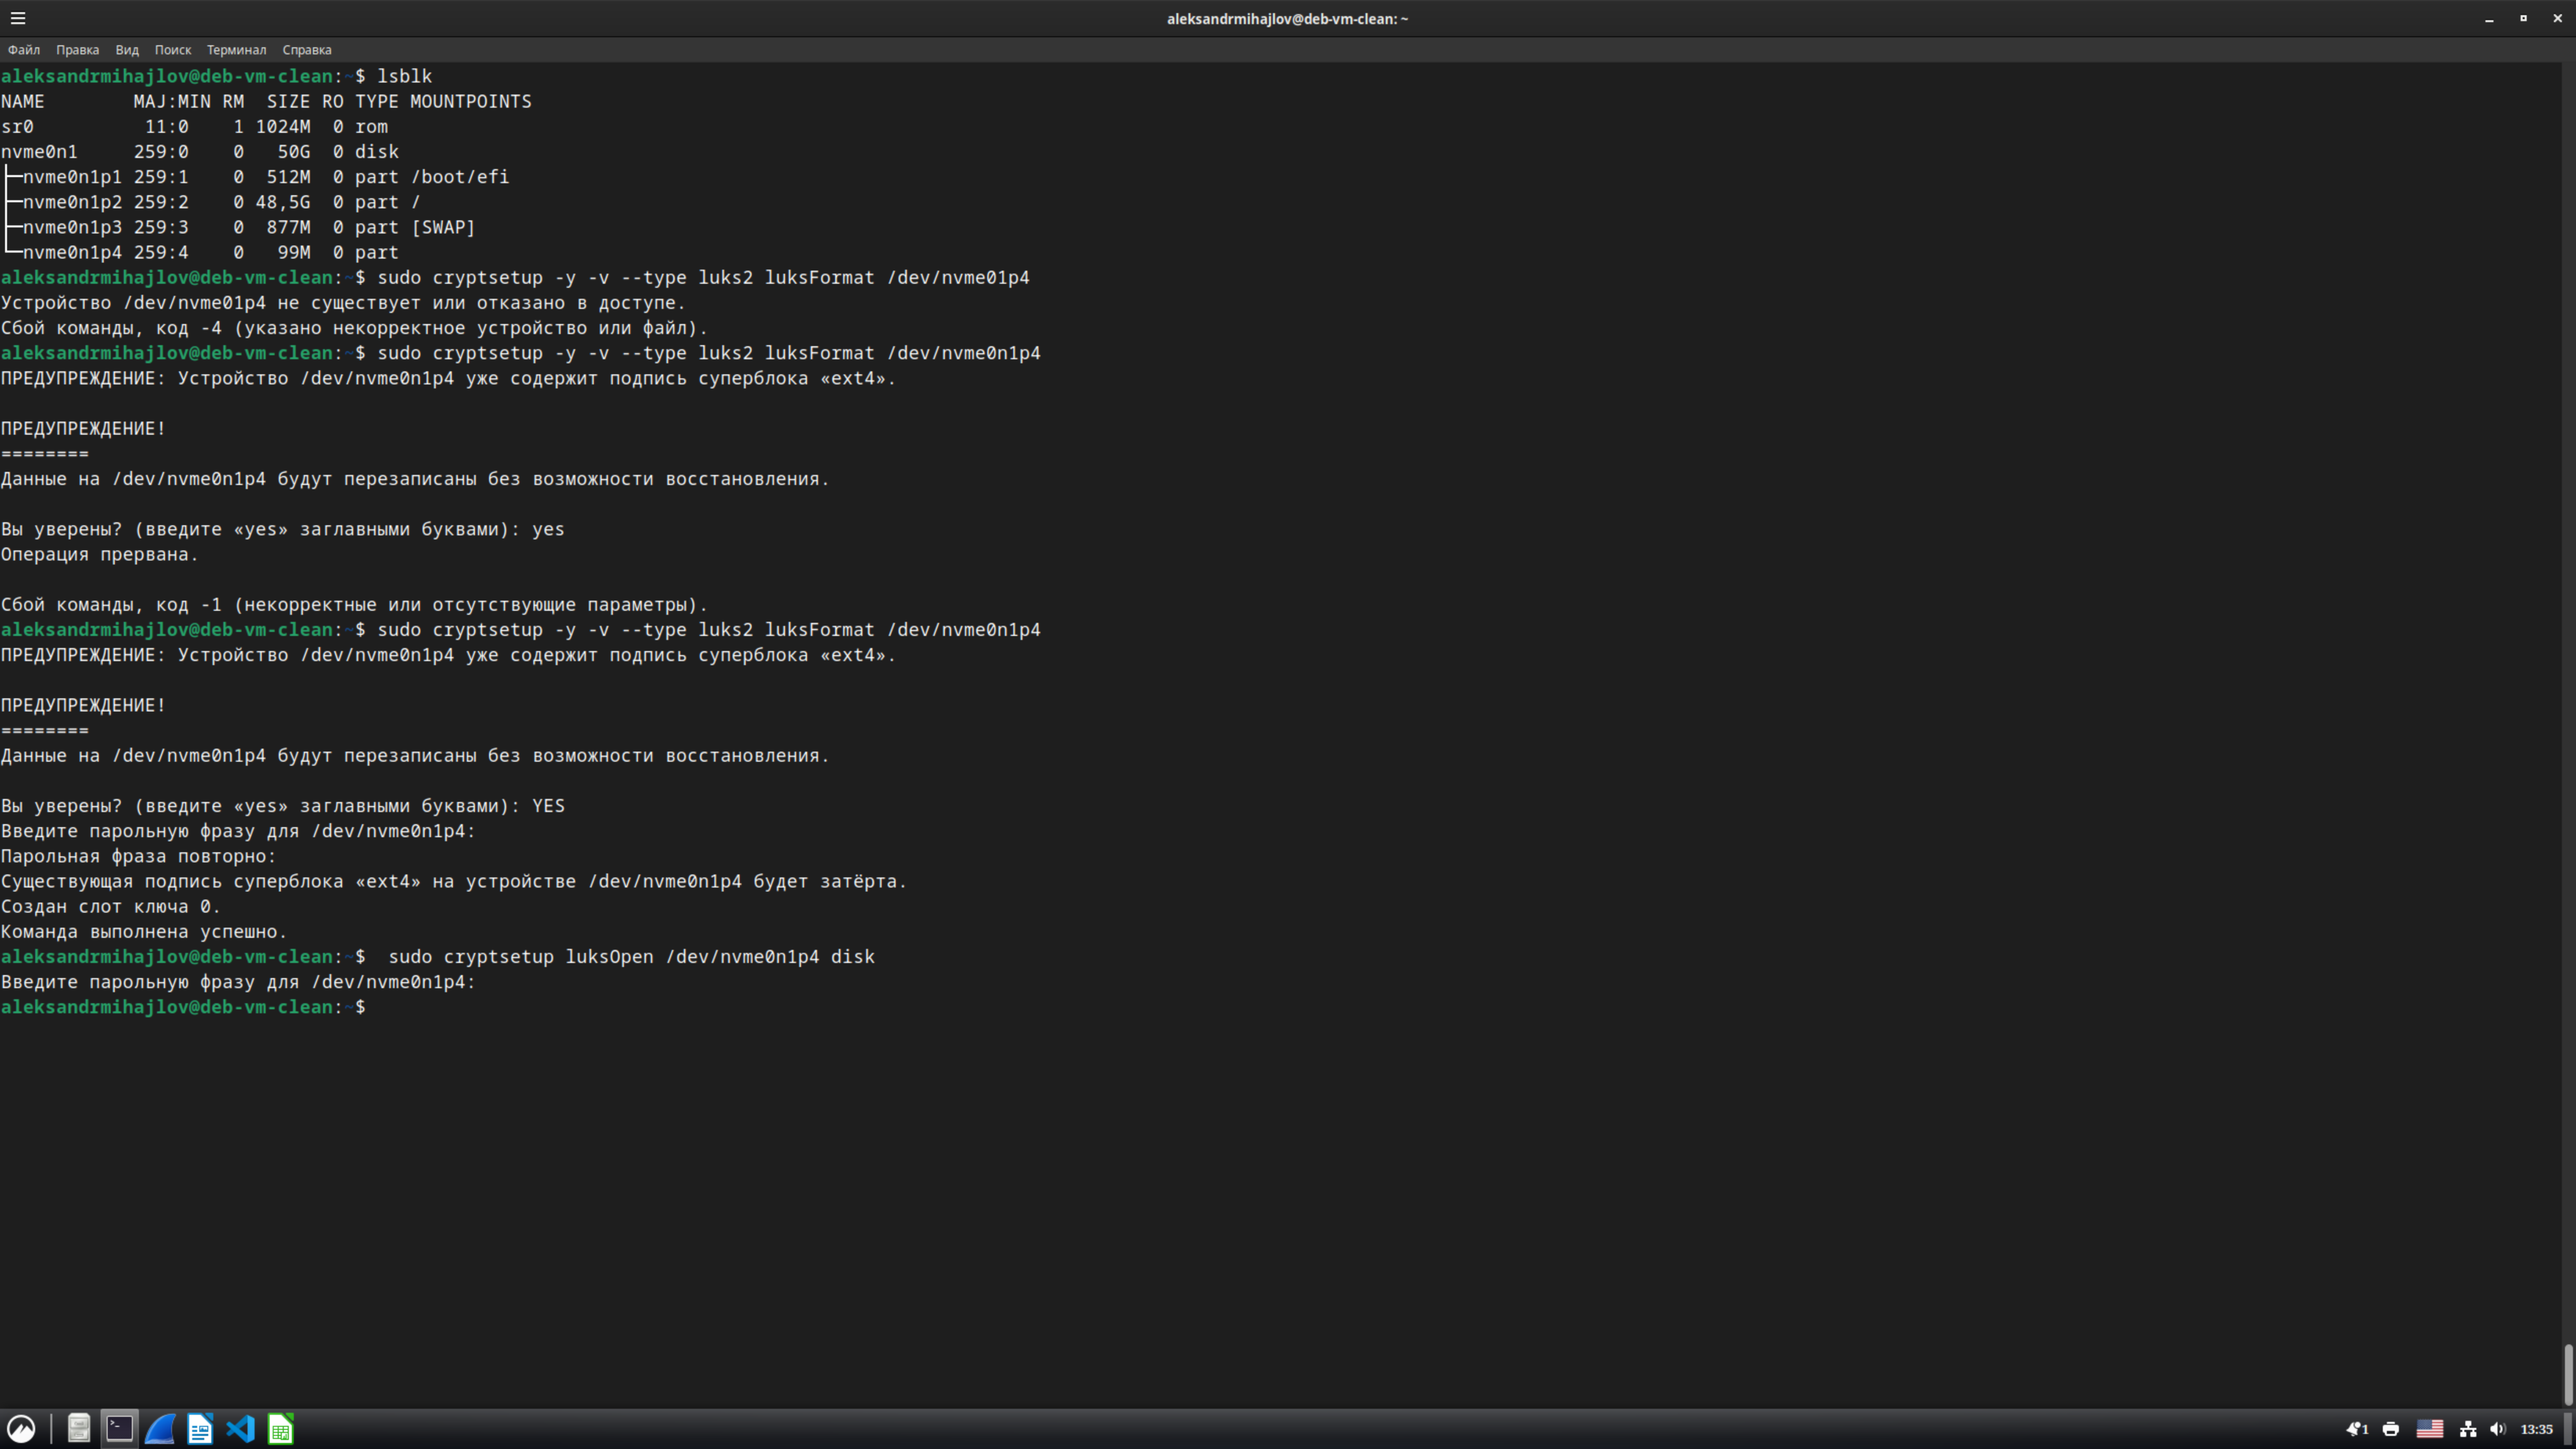 aleksandrmihajlov@deb-vm-clean: ~
Файл Правка Вид Поиск Терминал Справка
aleksandrmihajlov@deb-vm-clean:~$ lsblk
NAME        MAJ:MIN RM  SIZE RO TYPE MOUNTPOINTS
sr0          11:0    1 1024M  0 rom
nvme0n1     259:0    0   50G  0 disk
├─nvme0n1p1 259:1    0  512M  0 part /boot/efi
├─nvme0n1p2 259:2    0 48,5G  0 part /
├─nvme0n1p3 259:3    0  877M  0 part [SWAP]
└─nvme0n1p4 259:4    0   99M  0 part
aleksandrmihajlov@deb-vm-clean:~$ sudo cryptsetup -y -v --type luks2 luksFormat /dev/nvme01p4
Устройство /dev/nvme01p4 не существует или отказано в доступе.
Сбой команды, код -4 (указано некорректное устройство или файл).
aleksandrmihajlov@deb-vm-clean:~$ sudo cryptsetup -y -v --type luks2 luksFormat /dev/nvme0n1p4
ПРЕДУПРЕЖДЕНИЕ: Устройство /dev/nvme0n1p4 уже содержит подпись суперблока «ext4».
ПРЕДУПРЕЖДЕНИЕ!
========
Данные на /dev/nvme0n1p4 будут перезаписаны без возможности восстановления.
Вы уверены? (введите «yes» заглавными буквами): yes
Операция прервана.
Сбой команды, код -1 (некорректные или отсутствующие параметры).
aleksandrmihajlov@deb-vm-clean:~$ sudo cryptsetup -y -v --type luks2 luksFormat /dev/nvme0n1p4
ПРЕДУПРЕЖДЕНИЕ: Устройство /dev/nvme0n1p4 уже содержит подпись суперблока «ext4».
ПРЕДУПРЕЖДЕНИЕ!
========
Данные на /dev/nvme0n1p4 будут перезаписаны без возможности восстановления.
Вы уверены? (введите «yes» заглавными буквами): YES
Введите парольную фразу для /dev/nvme0n1p4:
Парольная фраза повторно:
Существующая подпись суперблока «ext4» на устройстве /dev/nvme0n1p4 будет затёрта.
Создан слот ключа 0.
Команда выполнена успешно.
aleksandrmihajlov@deb-vm-clean:~$  sudo cryptsetup luksOpen /dev/nvme0n1p4 disk
Введите парольную фразу для /dev/nvme0n1p4:
aleksandrmihajlov@deb-vm-clean:~$
1 13:35